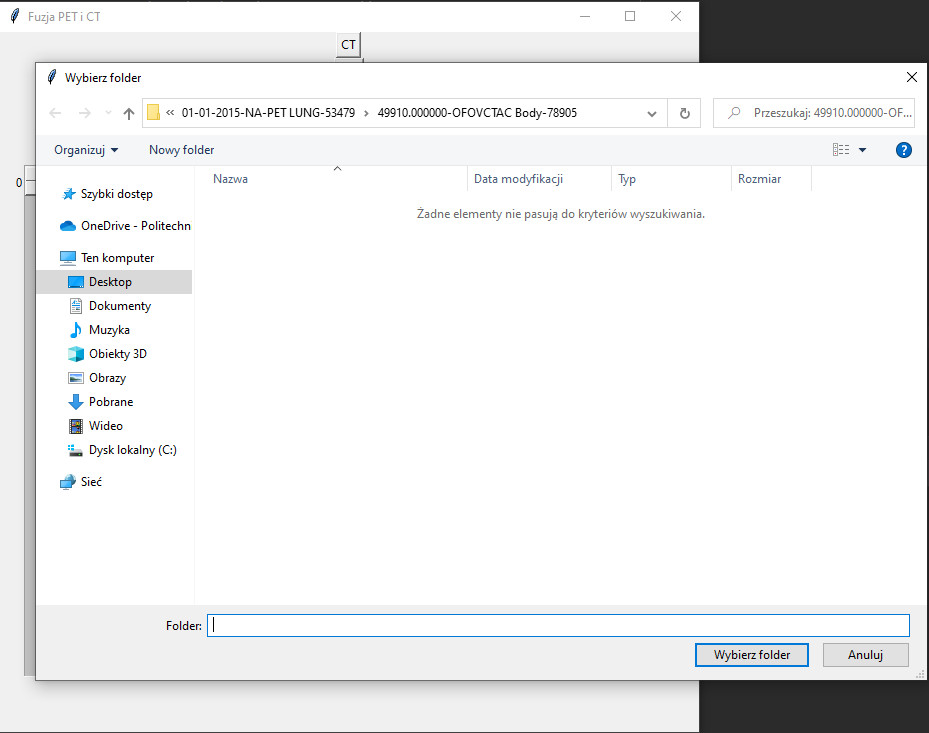 Fuzja PET i CT
CT
Wybierz folder
« 01-01-2015-NA-PET LUNG-53479 › 49910.000000-OFOVCTAC Body-78905
Przeszukaj: 49910.000000-OF...
Organizuj
Nowy folder
Nazwa
Data modyfikacji
Typ
Rozmiar
Żadne elementy nie pasują do kryteriów wyszukiwania.
0
Szybki dostęp
OneDrive - Politechn
Ten komputer
Desktop
Dokumenty
Muzyka
Obiekty 3D
Obrazy
Pobrane
Wideo
Dysk lokalny (C:)
Sieć
Folder:
Wybierz folder
Anuluj